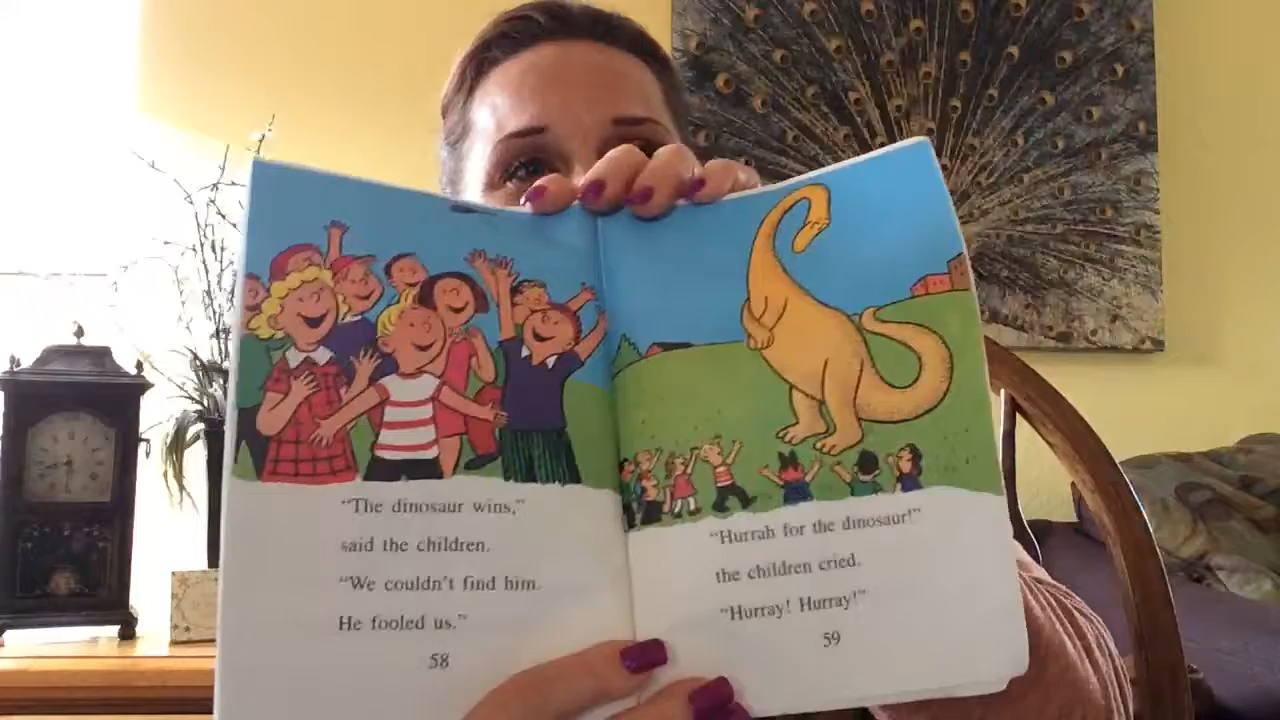 “The dinosaur wins,”
said the children.
“We couldn't find him.
He fooled us.”
58
“Hurrah for the dinosaur!”
the children cried.
“Hurray! Hurray!”
59